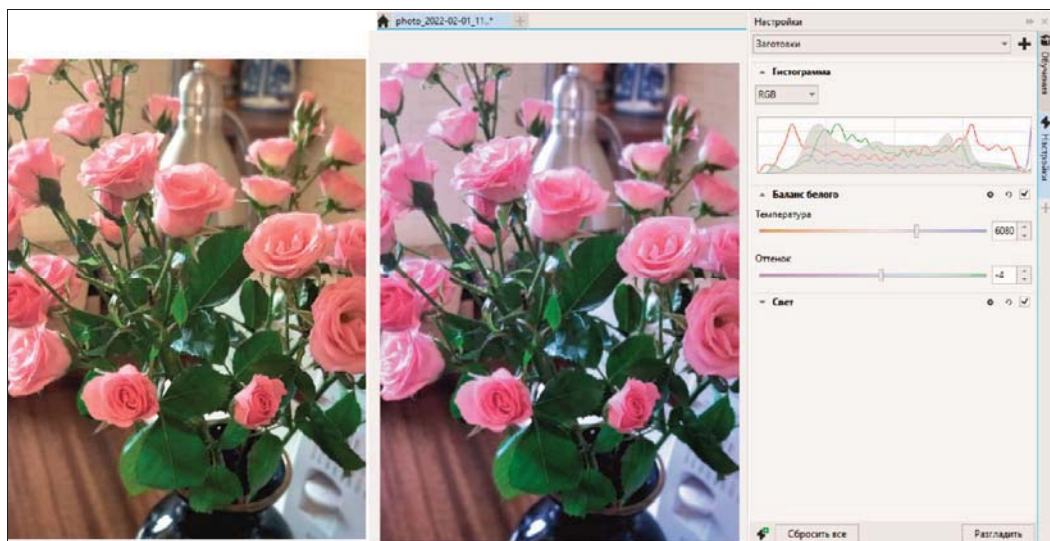 photo_2022-02-01_11..*
Настройки
Заготовки
Гистограмма
RGB
Баланс белого
Температура
6080
Оттенок
-4
Свет
Сбросить все
Разгладить
Обучение
Настройки